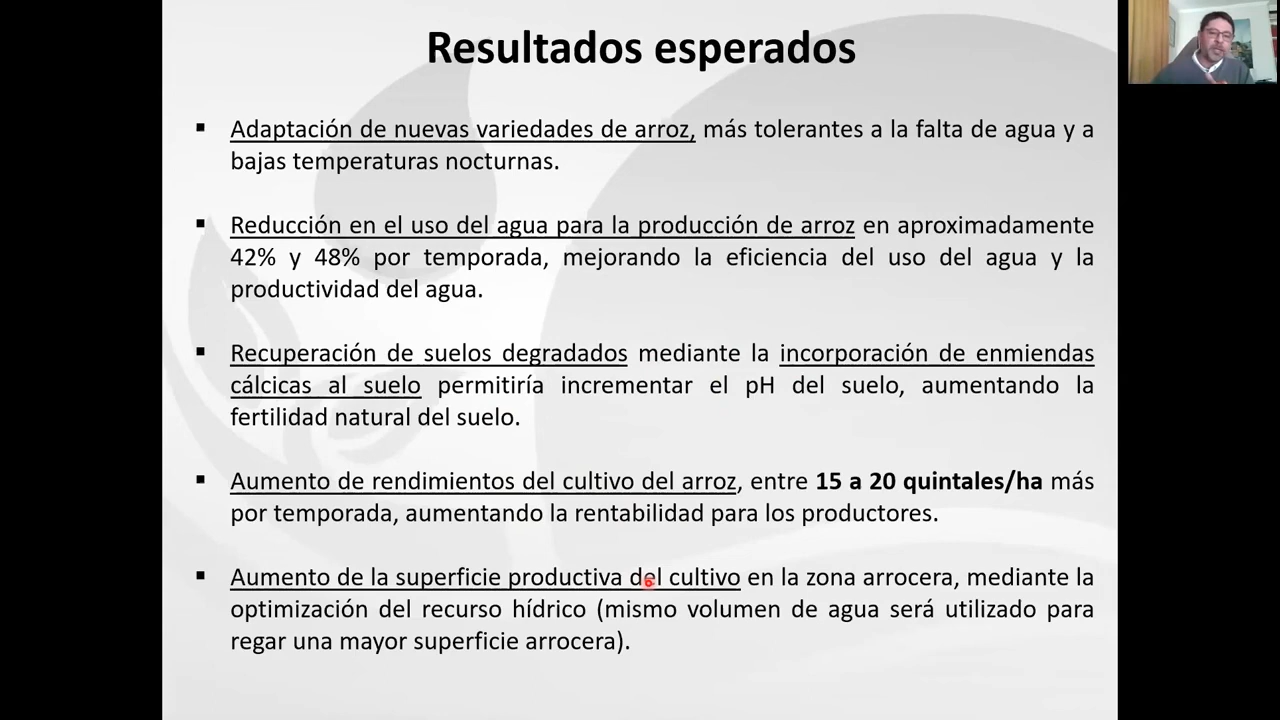 Resultados esperados
▪ Adaptación de nuevas variedades de arroz, más tolerantes a la falta de agua y a
bajas temperaturas nocturnas.
▪ Reducción en el uso del agua para la producción de arroz en aproximadamente
42% y 48% por temporada, mejorando la eficiencia del uso del agua y la
productividad del agua.
▪ Recuperación de suelos degradados mediante la incorporación de enmiendas
cálcicas al suelo permitiría incrementar el pH del suelo, aumentando la
fertilidad natural del suelo.
▪ Aumento de rendimientos del cultivo del arroz, entre 15 a 20 quintales/ha más
por temporada, aumentando la rentabilidad para los productores.
▪ Aumento de la superficie productiva del cultivo en la zona arrocera, mediante la
optimización del recurso hídrico (mismo volumen de agua será utilizado para
regar una mayor superficie arrocera).